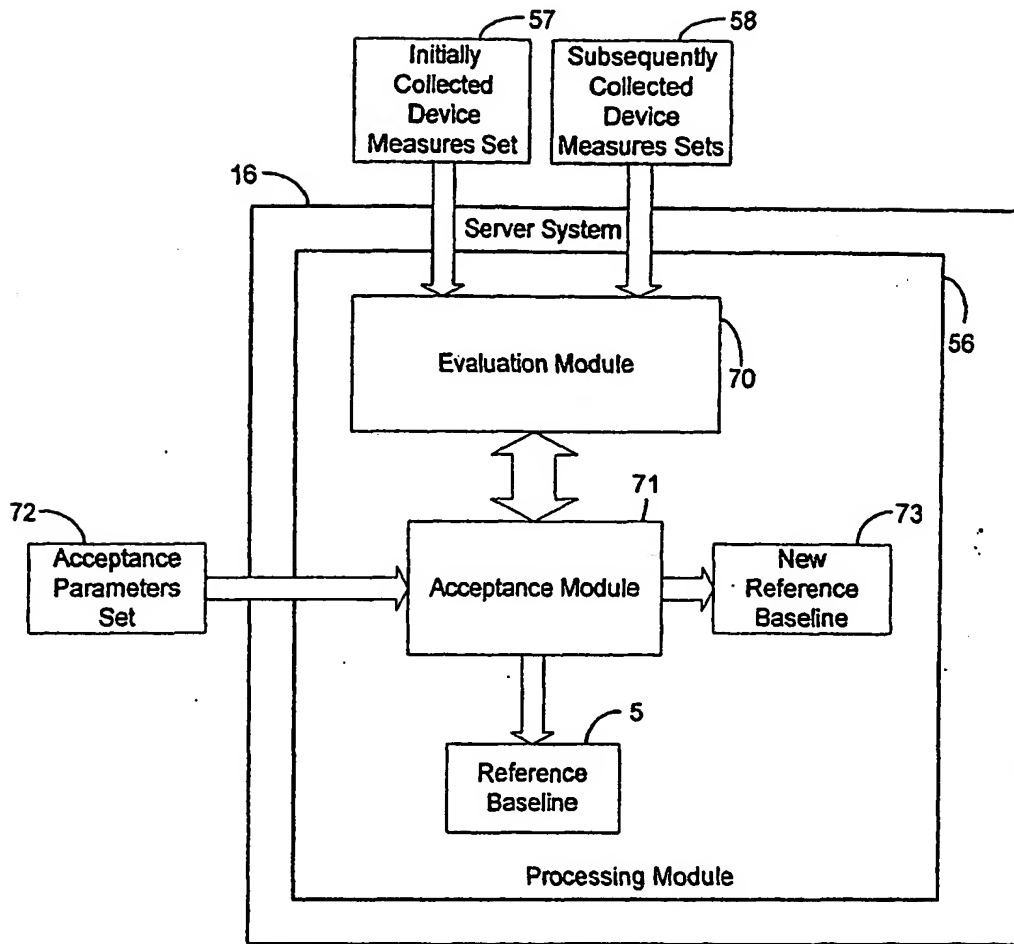 57
58
Initially
Collected
Device
Measures Set
Subsequently
Collected
Device
Measures Sets
16
Server System
56
Evaluation Module
70
71
72
73
Acceptance
Parameters
Set
Acceptance Module
New
Reference
Baseline
5
Reference
Baseline
Processing Module